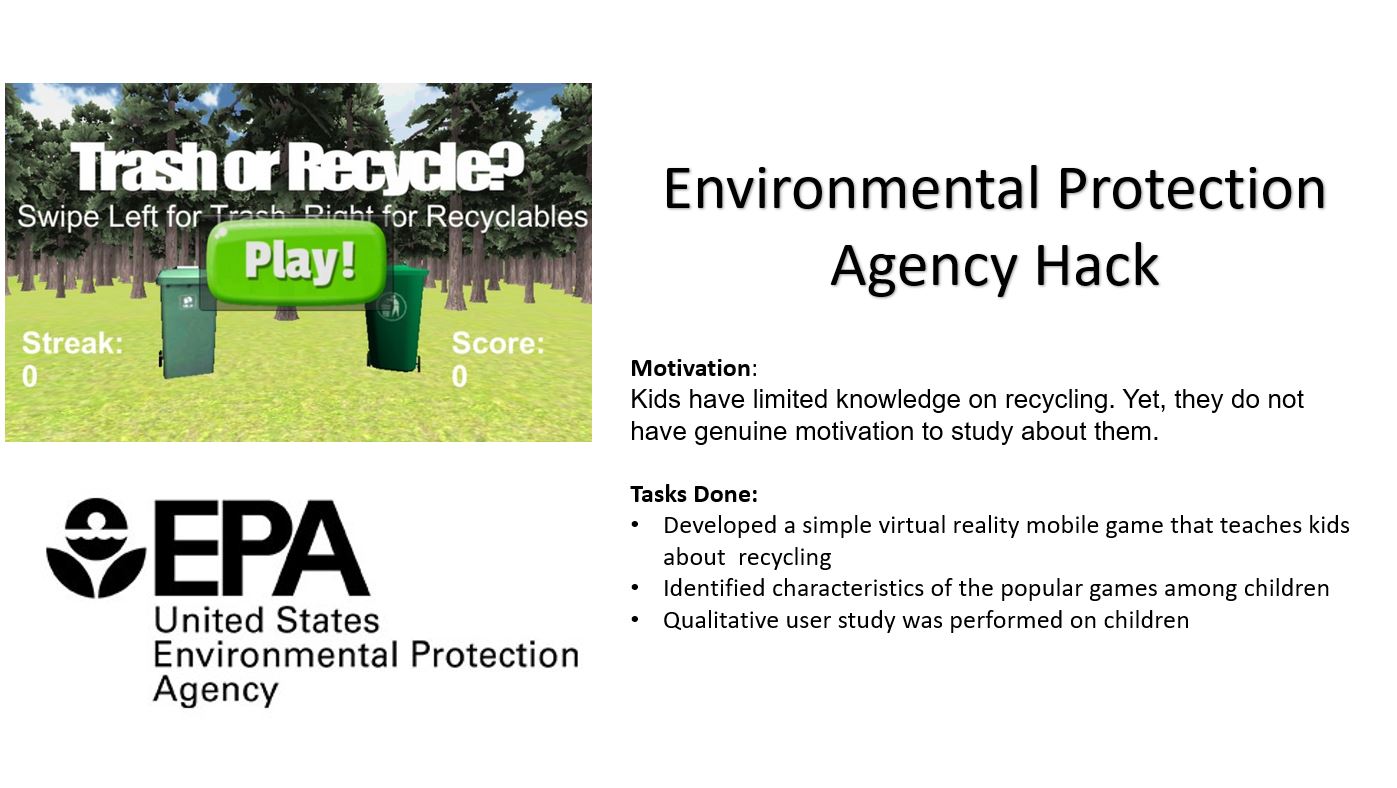 Trash or Recycle?
Swipe Left for Trash, Right for Recyclables
Play!
Streak:
0
Score:
0
EPA
United States
Environmental Protection
Agency
Environmental Protection
Agency Hack
Motivation:
Kids have limited knowledge on recycling. Yet, they do not
have genuine motivation to study about them.
Tasks Done:
• Developed a simple virtual reality mobile game that teaches kids
about  recycling
• Identified characteristics of the popular games among children
• Qualitative user study was performed on children